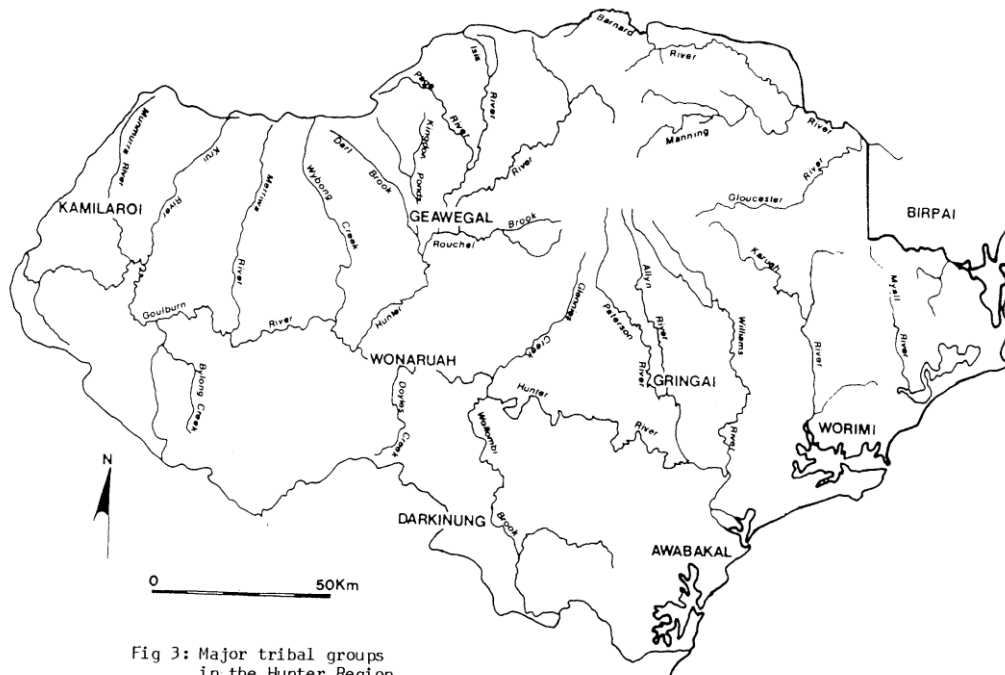 Barnard
River
Isis
River
Page
River
Kingdon
Ponds
Munmurra River
Krui
River
Merriwa
River
Wybong
Creek
Dart
Brook
River
Manning
River
Gloucester
River
KAMILAROI
GEAWEGAL
BIRPAI
Rouchel
Brook
Karuah
River
Myall
River
Allyn
River
Glennies
Creek
Paterson
River
Williams
River
Goulburn
River
Hunter
WONARUAH
Bylong
Creek
Doyles
Creek
Hunter
River
GRINGAI
Wollombi
Brook
WORIMI
N
DARKINUNG
AWABAKAL
0
50Km
Fig 3: Major tribal groups
in the Hunter Region